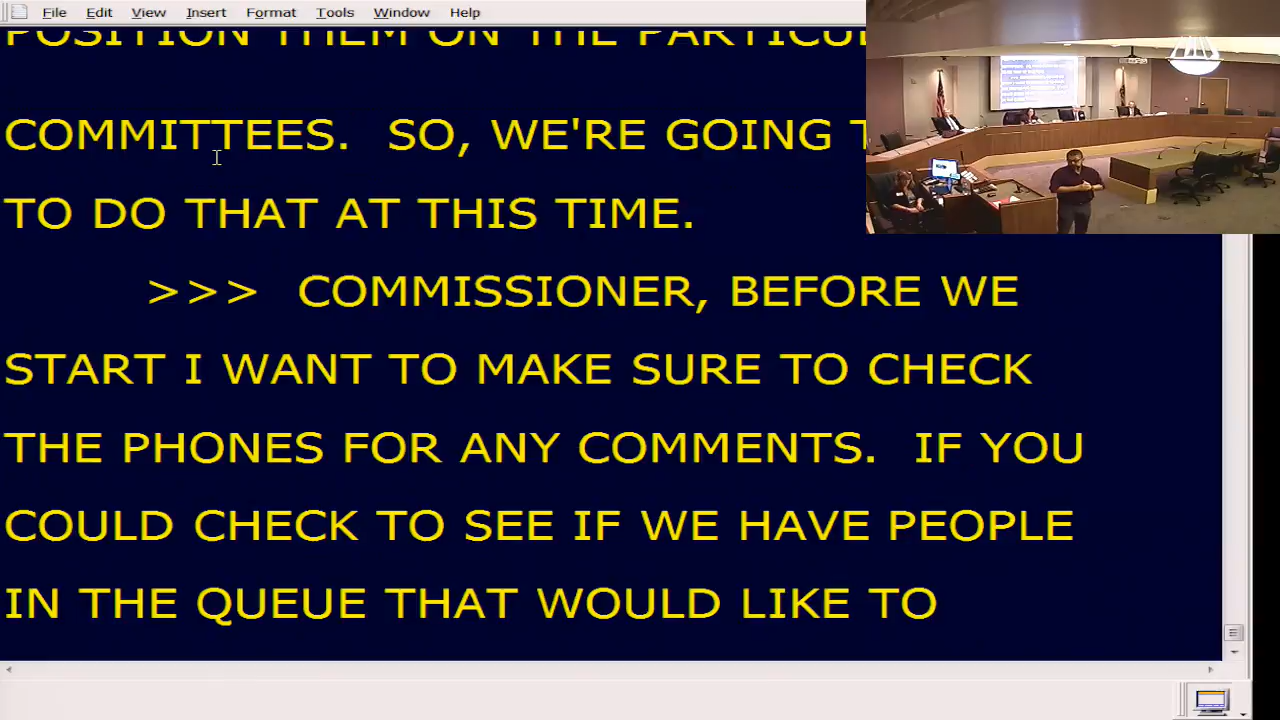 File Edit View Insert Format Tools Window Help
POSITION THEM ON THE
COMMITTEES.  SO, WE'RE GOING
TO DO THAT AT THIS TIME.
>>>  COMMISSIONER, BEFORE WE
START I WANT TO MAKE SURE TO CHECK
THE PHONES FOR ANY COMMENTS.  IF YOU
COULD CHECK TO SEE IF WE HAVE PEOPLE
IN THE QUEUE THAT WOULD LIKE TO